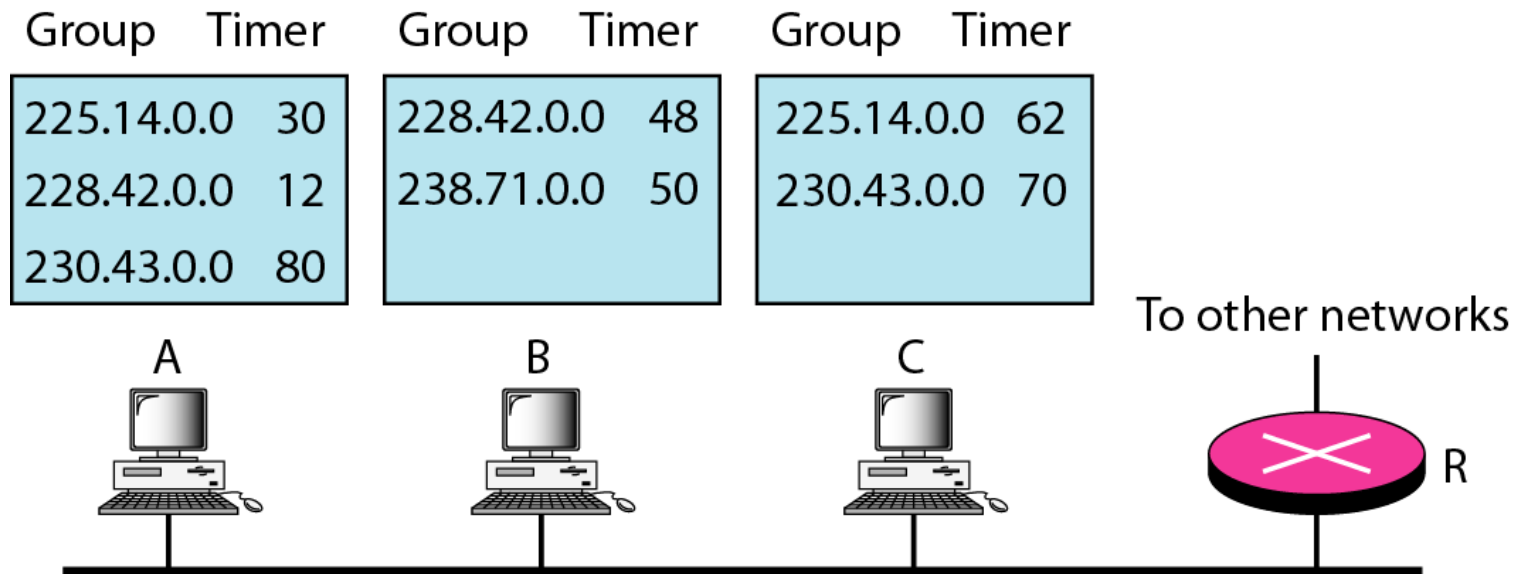 Group Timer Group Timer Group Timer
225.14.0.0 30
228.42.0.0 12
230.43.0.0 80
228.42.0.0 48
238.71.0.0 50
225.14.0.0 62
230.43.0.0 70
To other networks
A
B
C
R